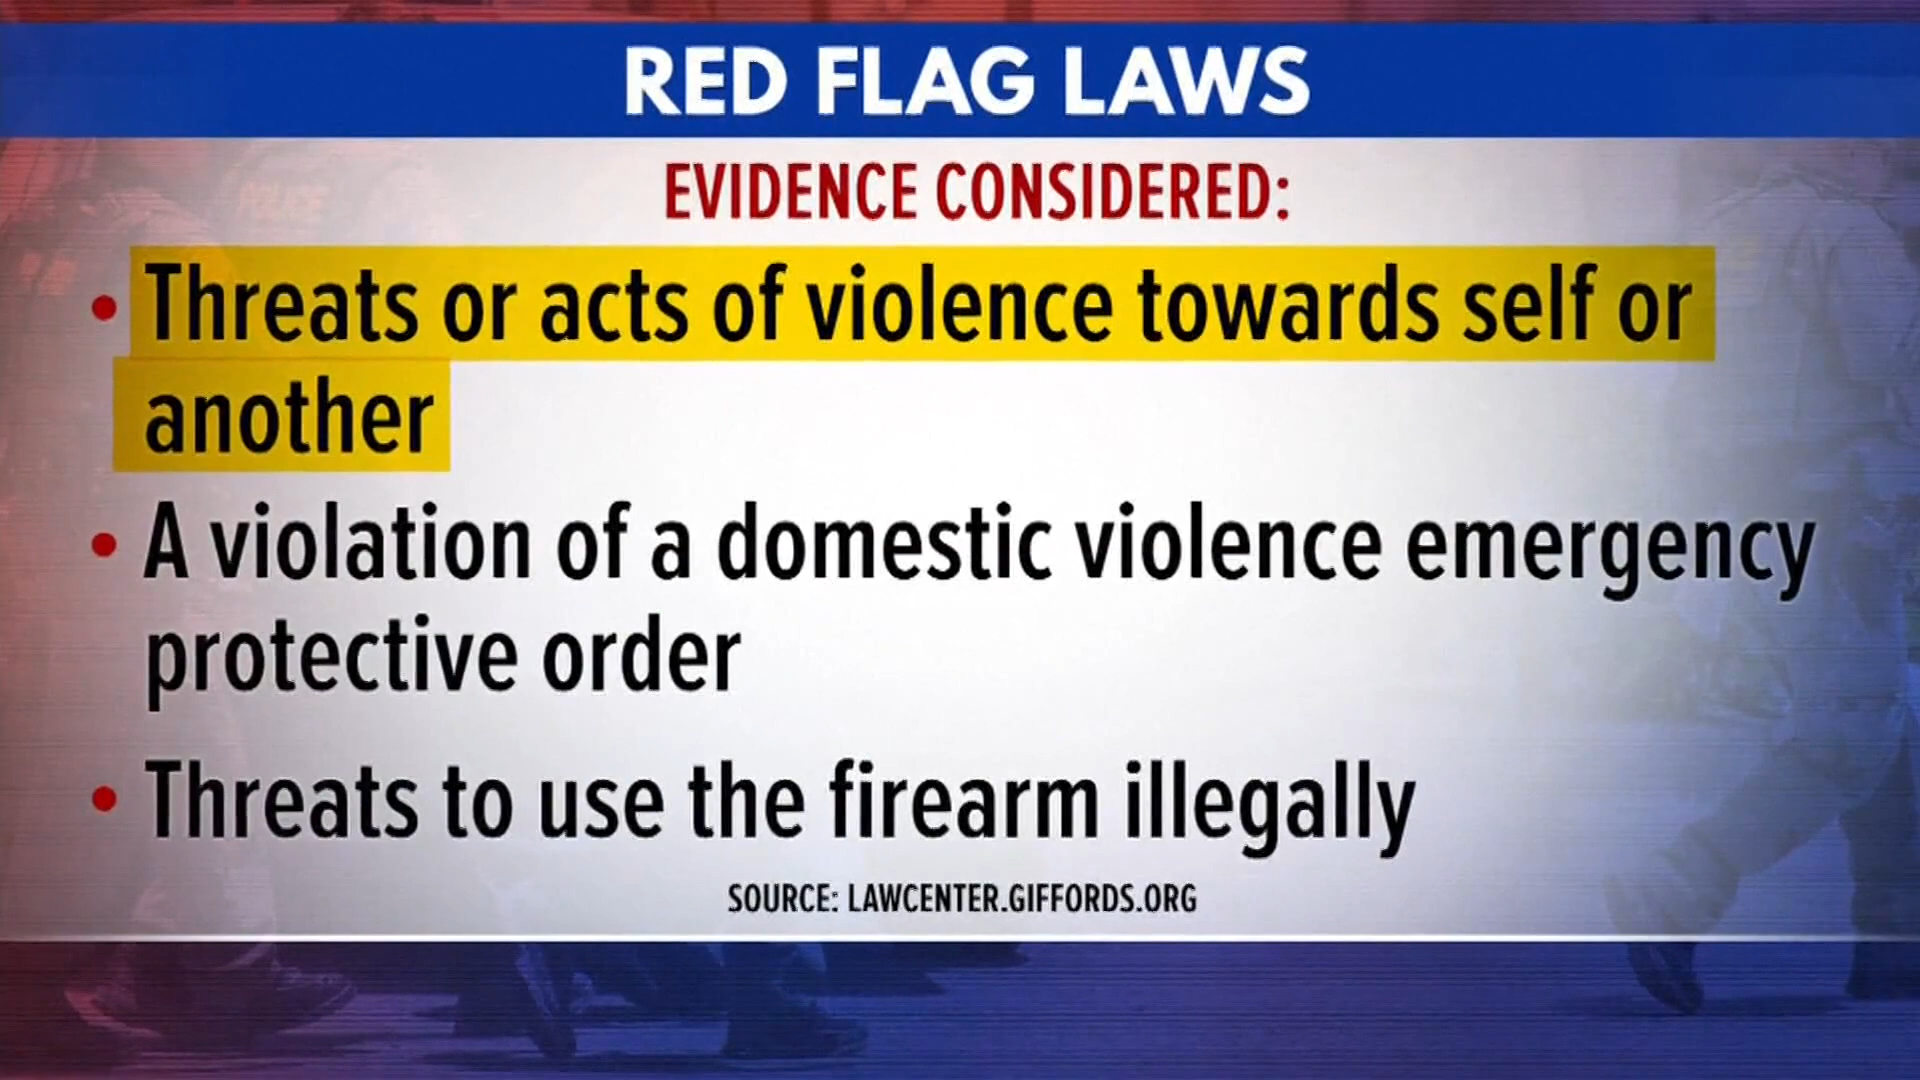 RED FLAG LAWS
EVIDENCE CONSIDERED:
• Threats or acts of violence towards self or
another
• A violation of a domestic violence emergency
protective order
• Threats to use the firearm illegally
SOURCE: LAWCENTER.GIFFORDS.ORG